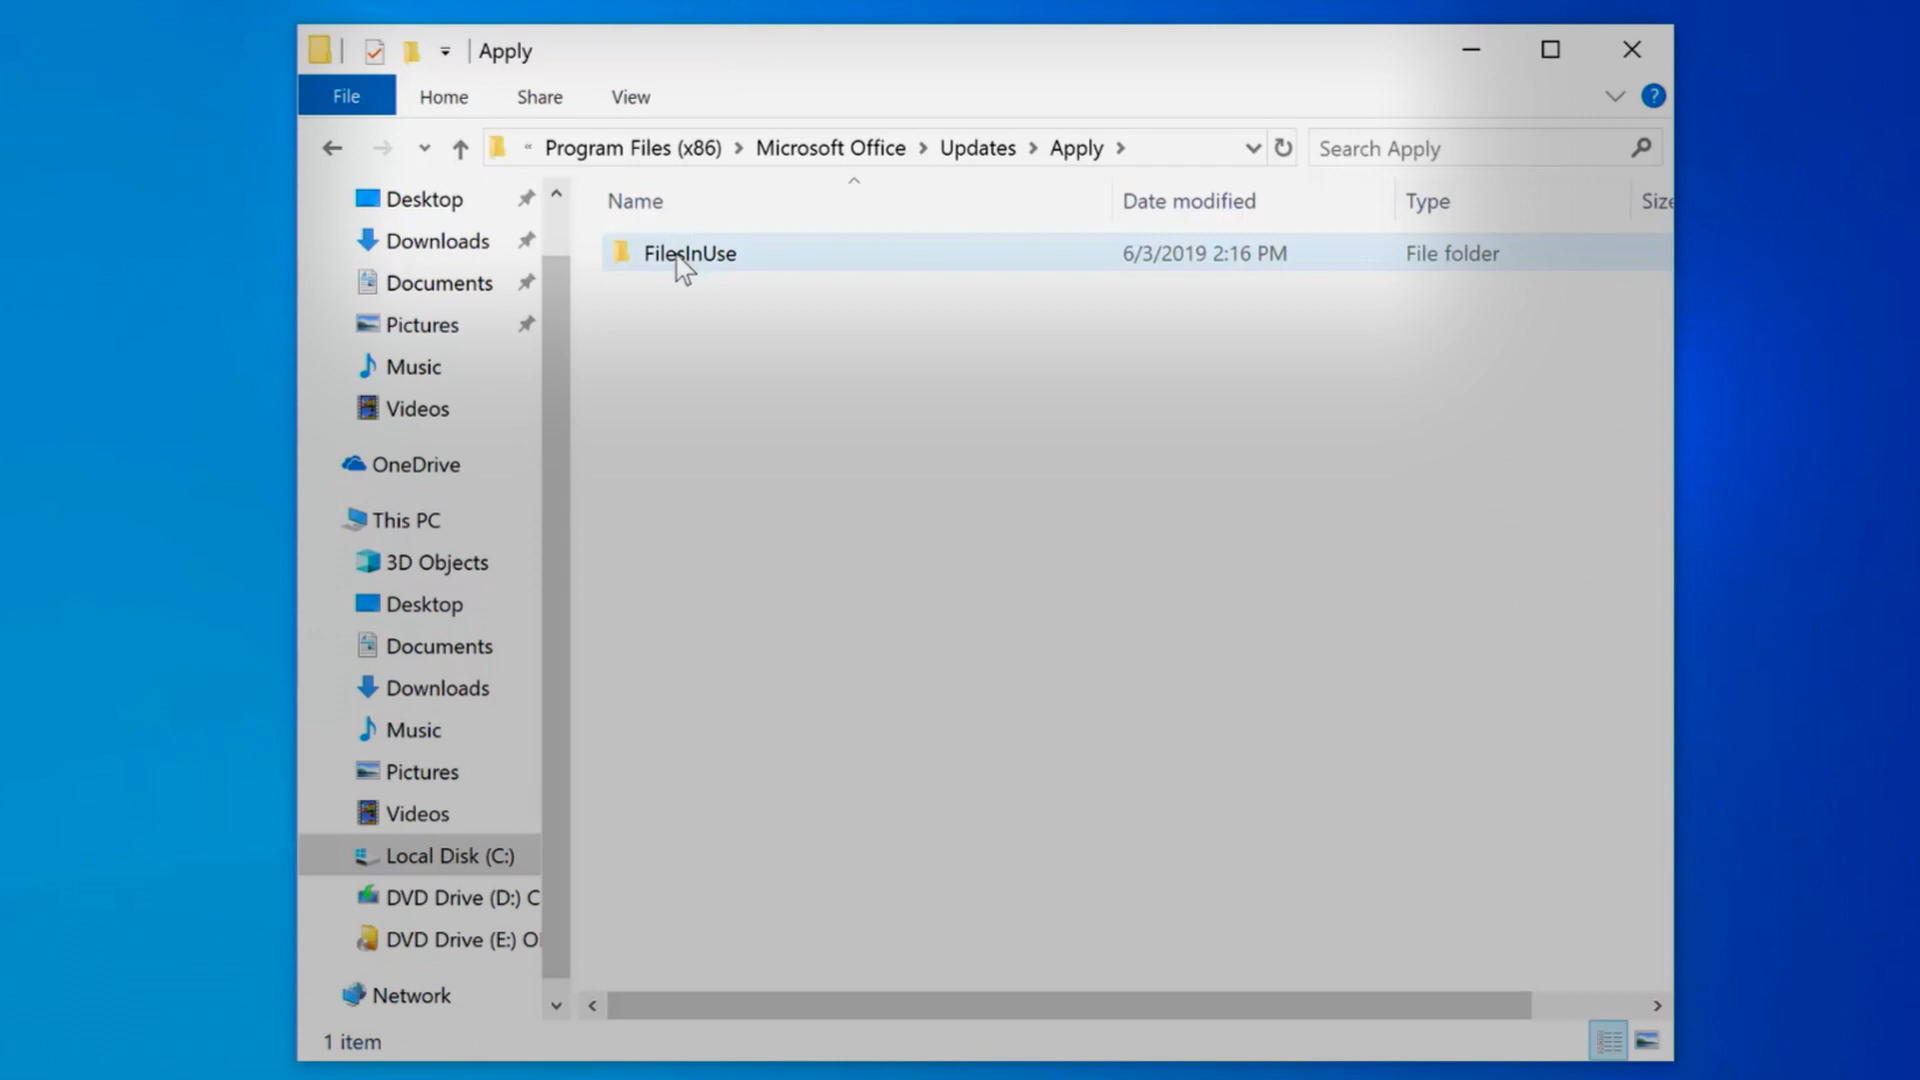 Apply
File Home Share View
« Program Files (x86) Microsoft Office Updates Apply
Search Apply
Name Date modified Type Size
FilesInUse 6/3/2019 2:16 PM File folder
Desktop
Downloads
Documents
Pictures
Music
Videos
OneDrive
This PC
3D Objects
Desktop
Documents
Downloads
Music
Pictures
Videos
Local Disk (C:)
DVD Drive (D:) C
DVD Drive (E:) O
Network
1 item